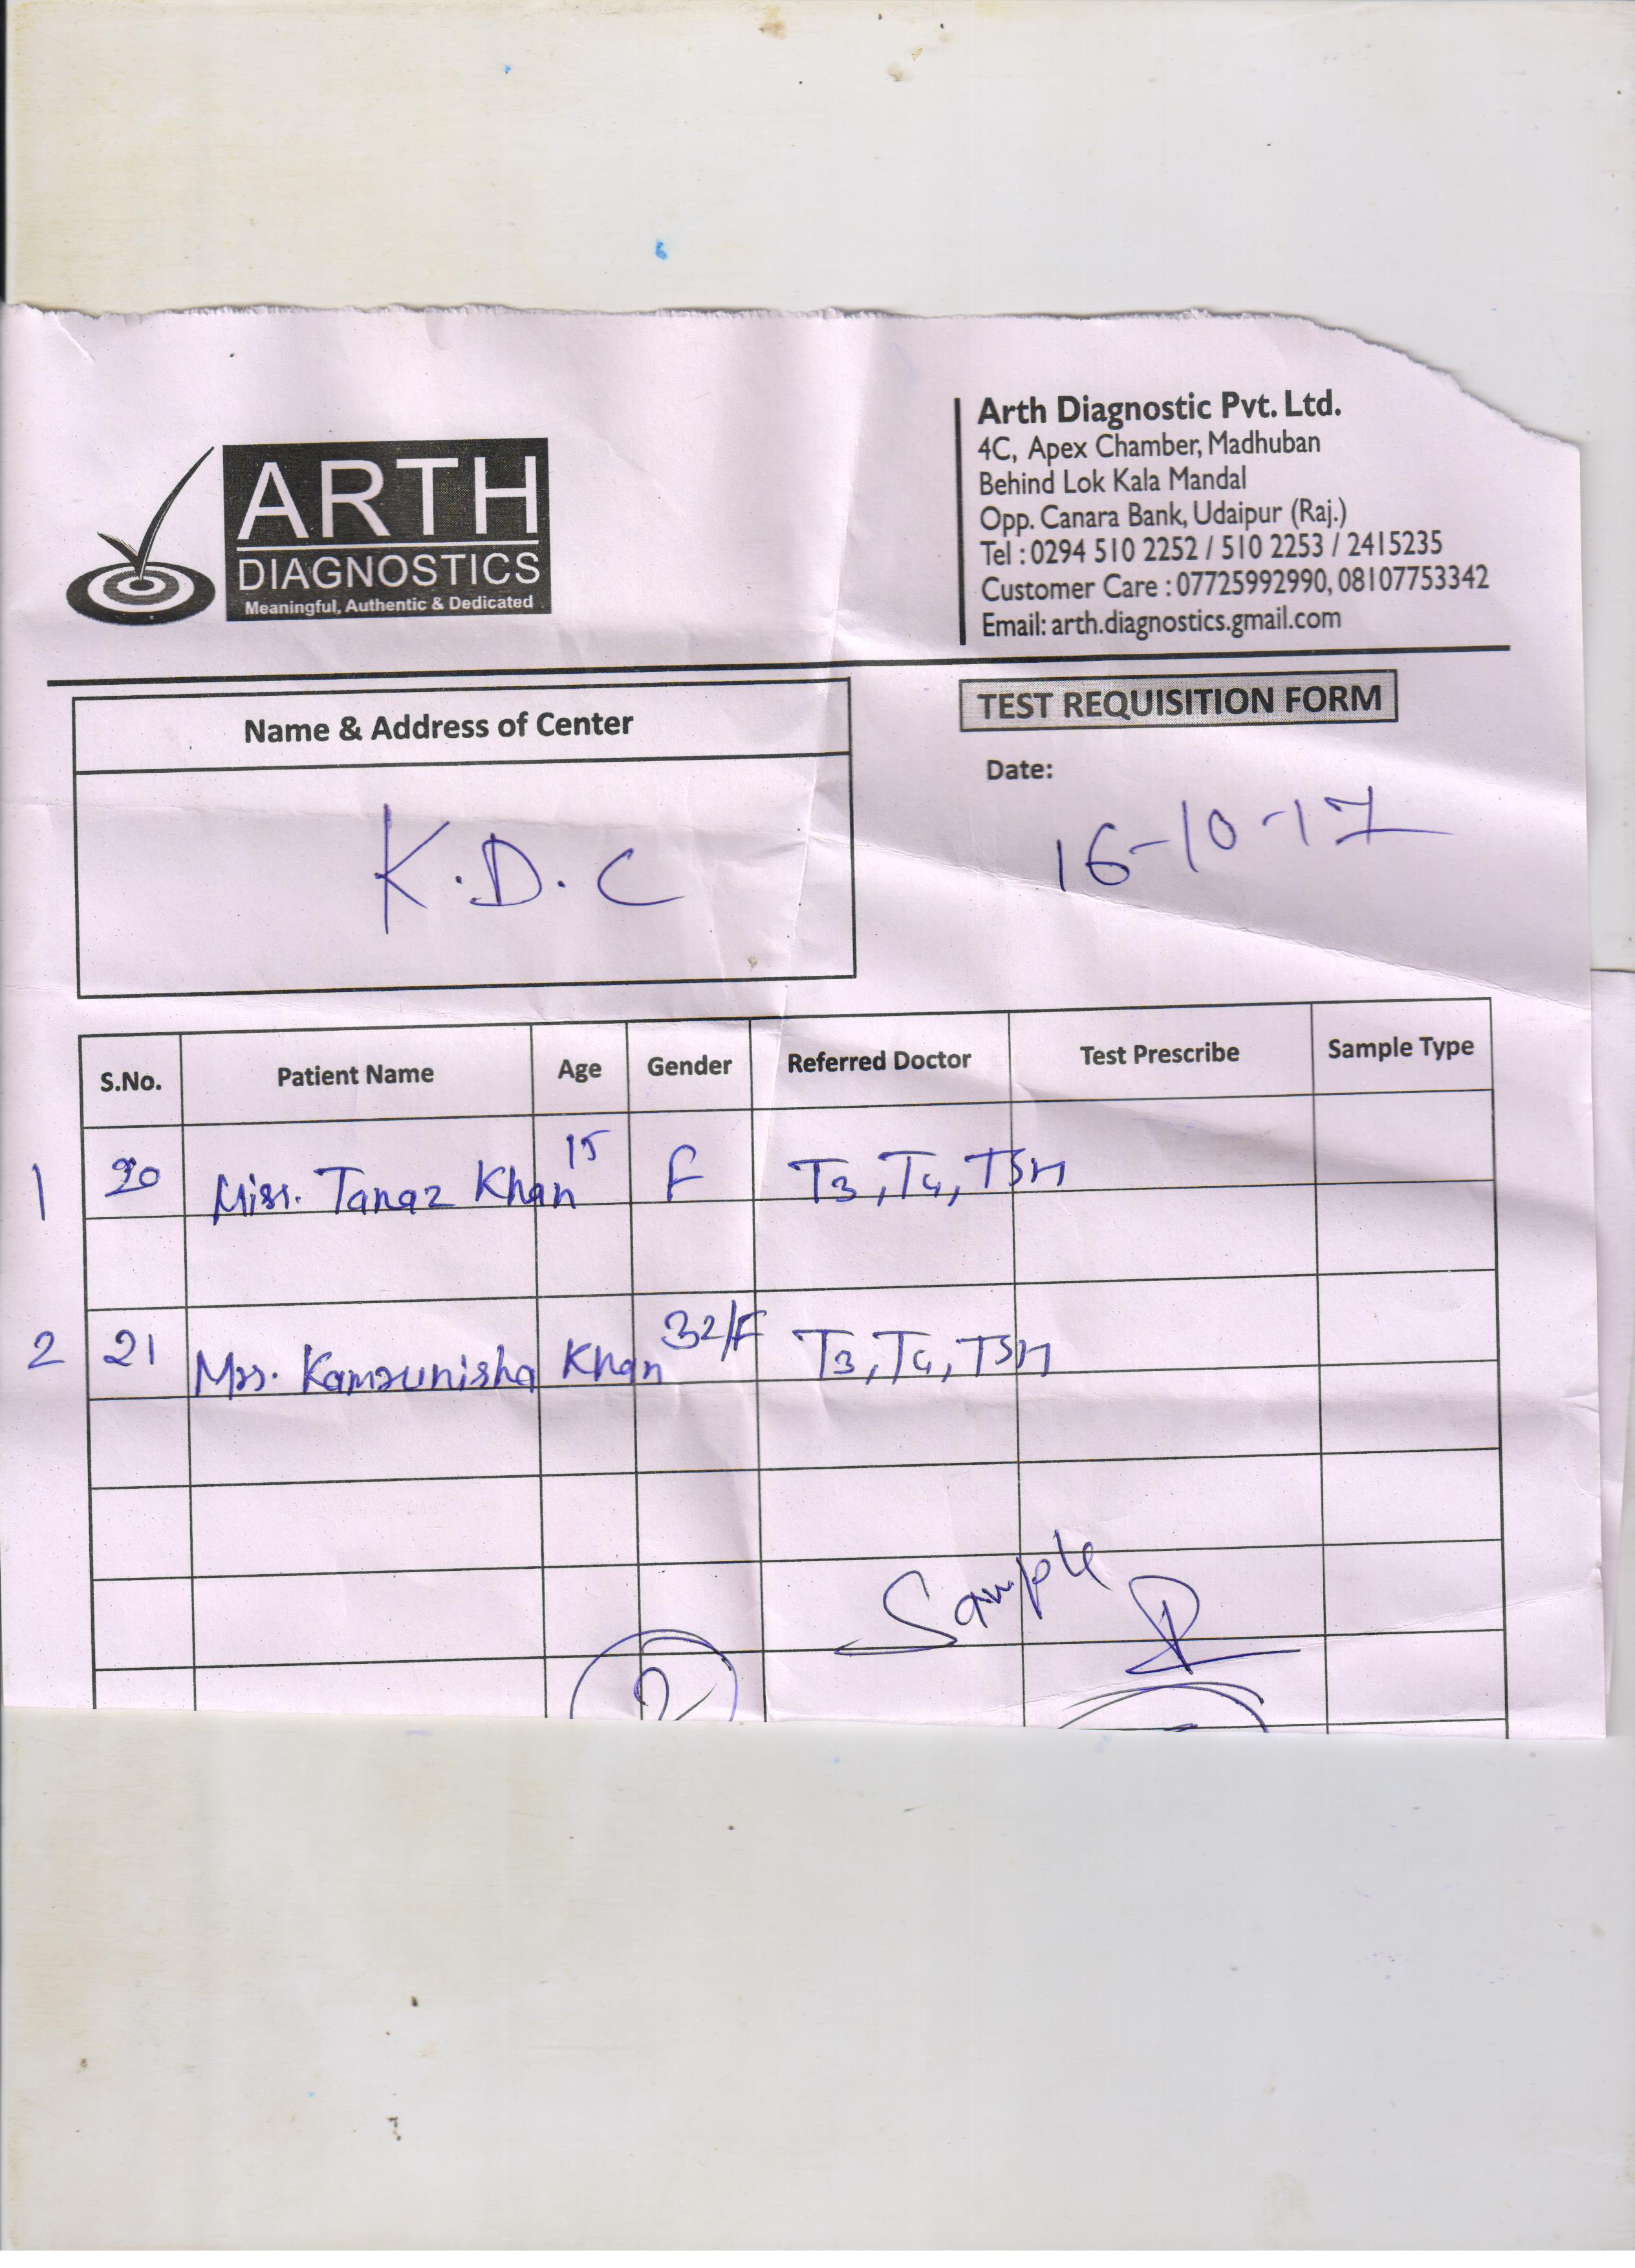 ARTH
DIAGNOSTICS
Meaningful, Authentic & Dedicated
Arth Diagnostic Pvt. Ltd.
4C, Apex Chamber, Madhuban
Behind Lok Kala Mandal
Opp. Canara Bank, Udaipur (Raj.)
Tel : 0294 510 2252 / 510 2253 / 2415235
Customer Care : 07725992990, 08107753342
Email: arth.diagnostics.gmail.com
Name & Address of Center
K.D.C
TEST REQUISITION FORM
Date:
16-10-17
S.No. Patient Name Age Gender Referred Doctor Test Prescribe Sample Type
1 20 Miss. Tanaz Khan 15 F T3, T4, TSH
2 21 Mrs. Kamrunisha Khan 32/F T3, T4, TSH
Sample
2